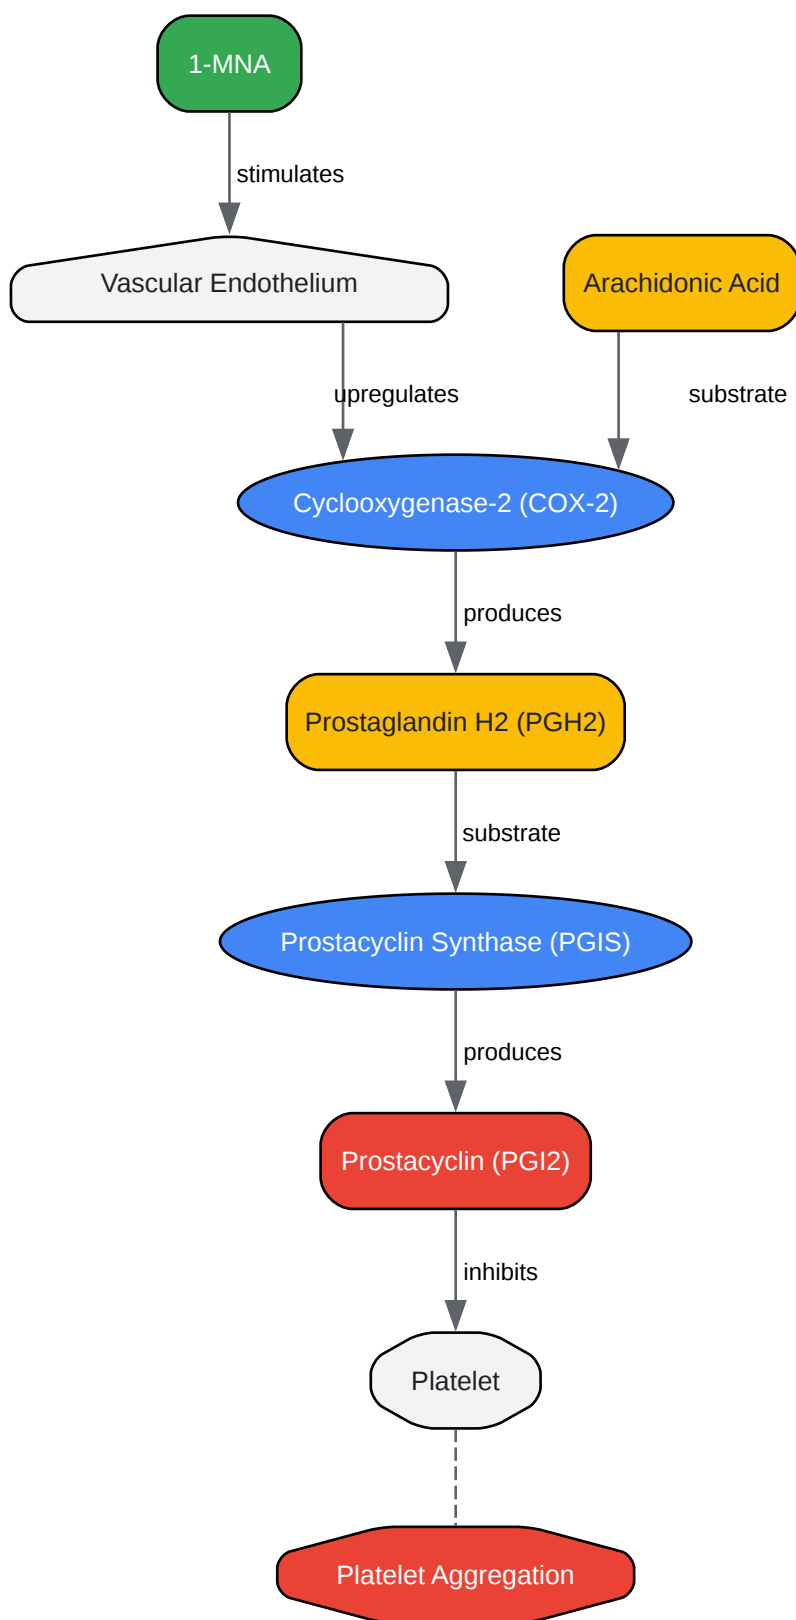 1-MNA
stimulates
Vascular Endothelium
Arachidonic Acid
upregulates
substrate
Cyclooxygenase-2 (COX-2)
produces
Prostaglandin H2 (PGH2)
substrate
Prostacyclin Synthase (PGIS)
produces
Prostacyclin (PGI2)
inhibits
Platelet
Platelet Aggregation